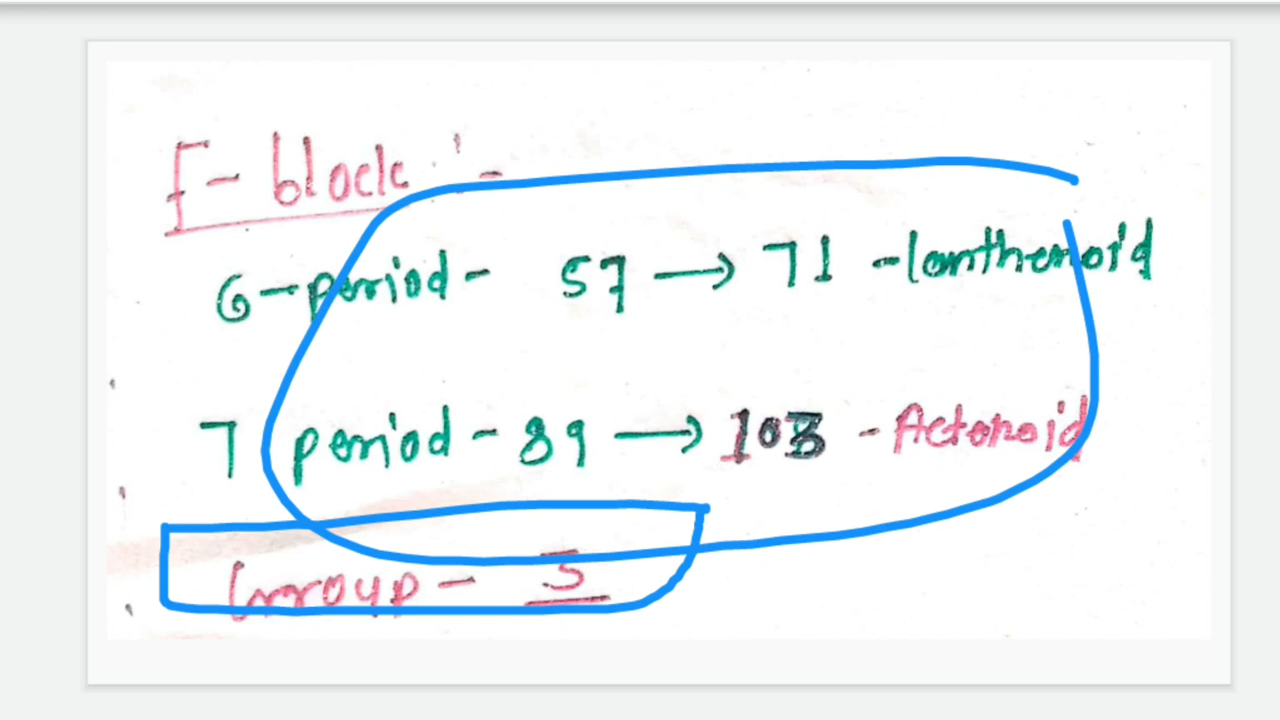 F- block :-
6-period- 57 → 71 -lanthenoid
7 period - 89 → 103 - Actonoid
Group - 3